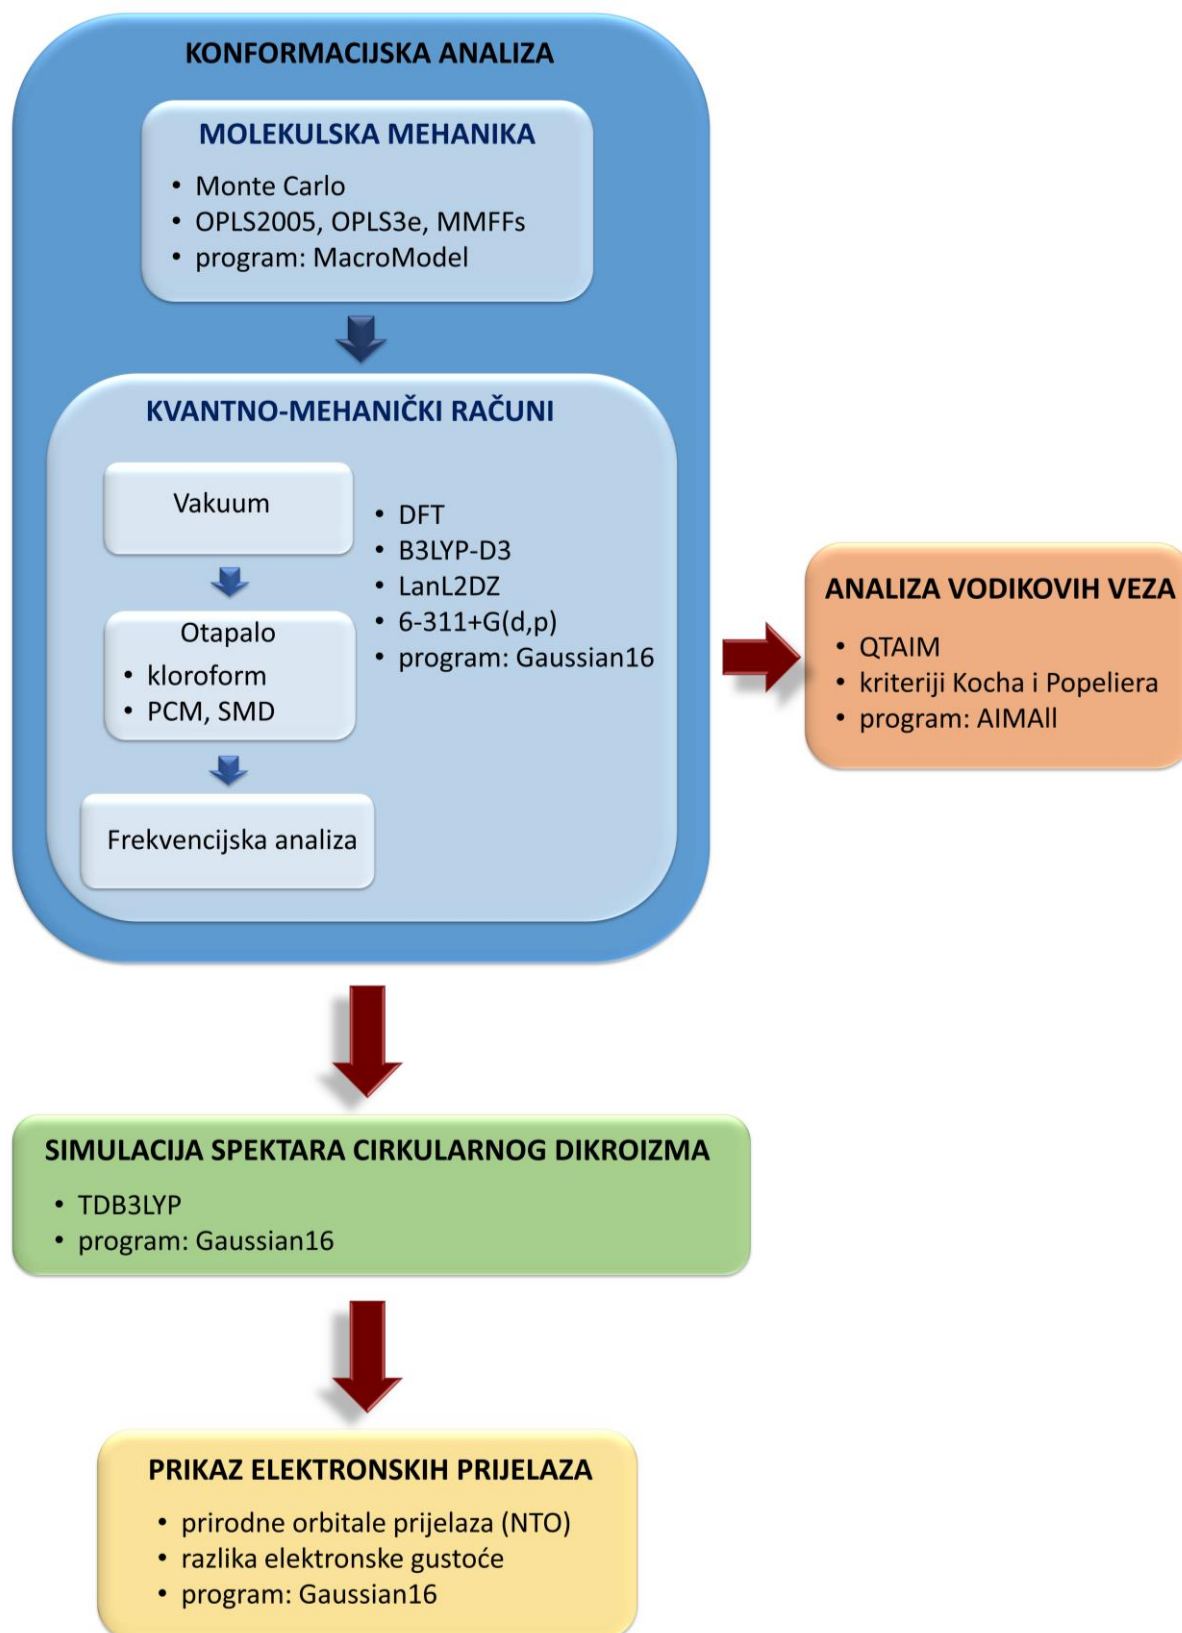 KONFORMACIJSKA ANALIZA
MOLEKULSKA MEHANIKA
• Monte Carlo
• OPLS2005, OPLS3e, MMFFs
• program: MacroModel
KVANTNO-MEHANIČKI RAČUNI
Vakuum
Otapalo
• kloroform
• PCM, SMD
Frekvencijska analiza
• DFT
• B3LYP-D3
• LanL2DZ
• 6-311+G(d,p)
• program: Gaussian16
ANALIZA VODIKOVIH VEZA
• QTAIM
• kriteriji Kocha i Popeliera
• program: AIMAll
SIMULACIJA SPEKTARA CIRKULARNOG DIKROIZMA
• TDB3LYP
• program: Gaussian16
PRIKAZ ELEKTRONSKIH PRIJELAZA
• prirodne orbitale prijelaza (NTO)
• razlika elektronske gustoće
• program: Gaussian16